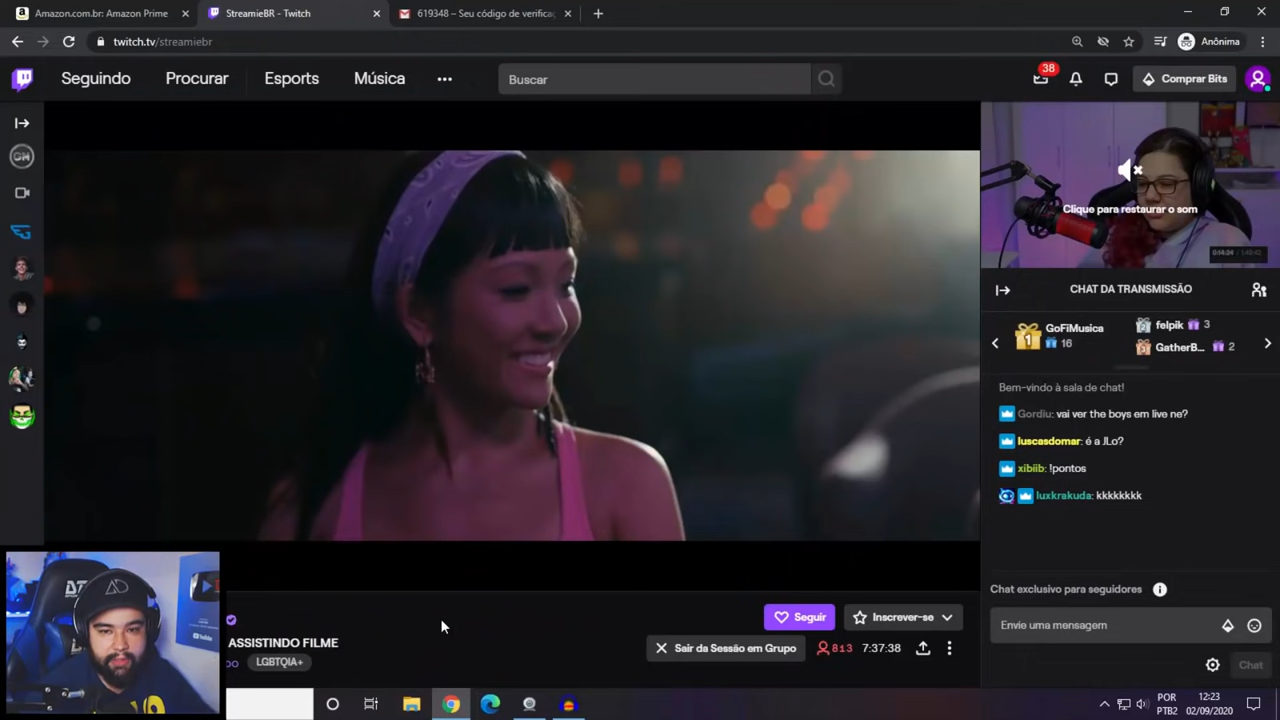 Amazon.com.br: Amazon Prime
StreamieBR - Twitch
619348 – Seu código de verifica
twitch.tv/streamiebr
Anônima
Seguindo
Procurar
Esports
Música
Buscar
38
Comprar Bits
Clique para restaurar o som
CHAT DA TRANSMISSÃO
1
GoFiMusica
16
2
felpik
3
3
GatherB...
2
Bem-vindo à sala de chat!
Gordiu: vai ver the boys em live ne?
luscasdomar: é a JLo?
xibiib: !pontos
luxkrakuda: kkkkkkkk
Chat exclusivo para seguidores
Envie uma mensagem
Chat
Seguir
Inscrever-se
ASSISTINDO FILME
LGBTQIA+
Sair da Sessão em Grupo
813
7:37:38
POR
PTB2
12:23
02/09/2020